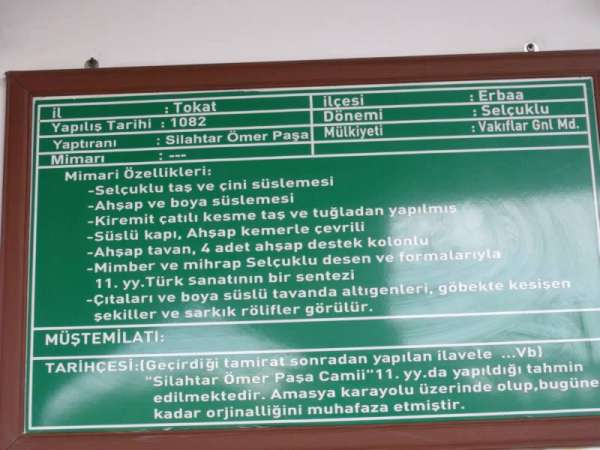 il : Tokat
ilçesi : Erbaa
Yapılış Tarihi : 1082
Dönemi : Selçuklu
Yaptıranı : Silahtar Ömer Paşa
Mülkiyeti : Vakıflar Gnl Md.
Mimarı : ---
Mimari Özellikleri:
-Selçuklu taş ve çini süslemesi
-Ahşap ve boya süslemesi
-Kiremit çatılı kesme taş ve tuğladan yapılmış
-Süslü kapı, Ahşap kemerle çevrili
-Ahşap tavan, 4 adet ahşap destek kolonlu
-Mimber ve mihrap Selçuklu desen ve formalarıyla
11. yy.Türk sanatının bir sentezi
-Çıtaları ve boya süslü tavanda altıgenleri, göbekte kesişen
şekiller ve sarkık rölifler görülür.
MÜŞTEMİLATI:
TARİHÇESİ:(Geçirdiği tamirat sonradan yapılan ilavele ...Vb)
"Silahtar Ömer Paşa Camii"11. yy.da yapıldığı tahmin
edilmektedir. Amasya karayolu üzerinde olup,bugüne
kadar orjinalliğini muhafaza etmiştir.